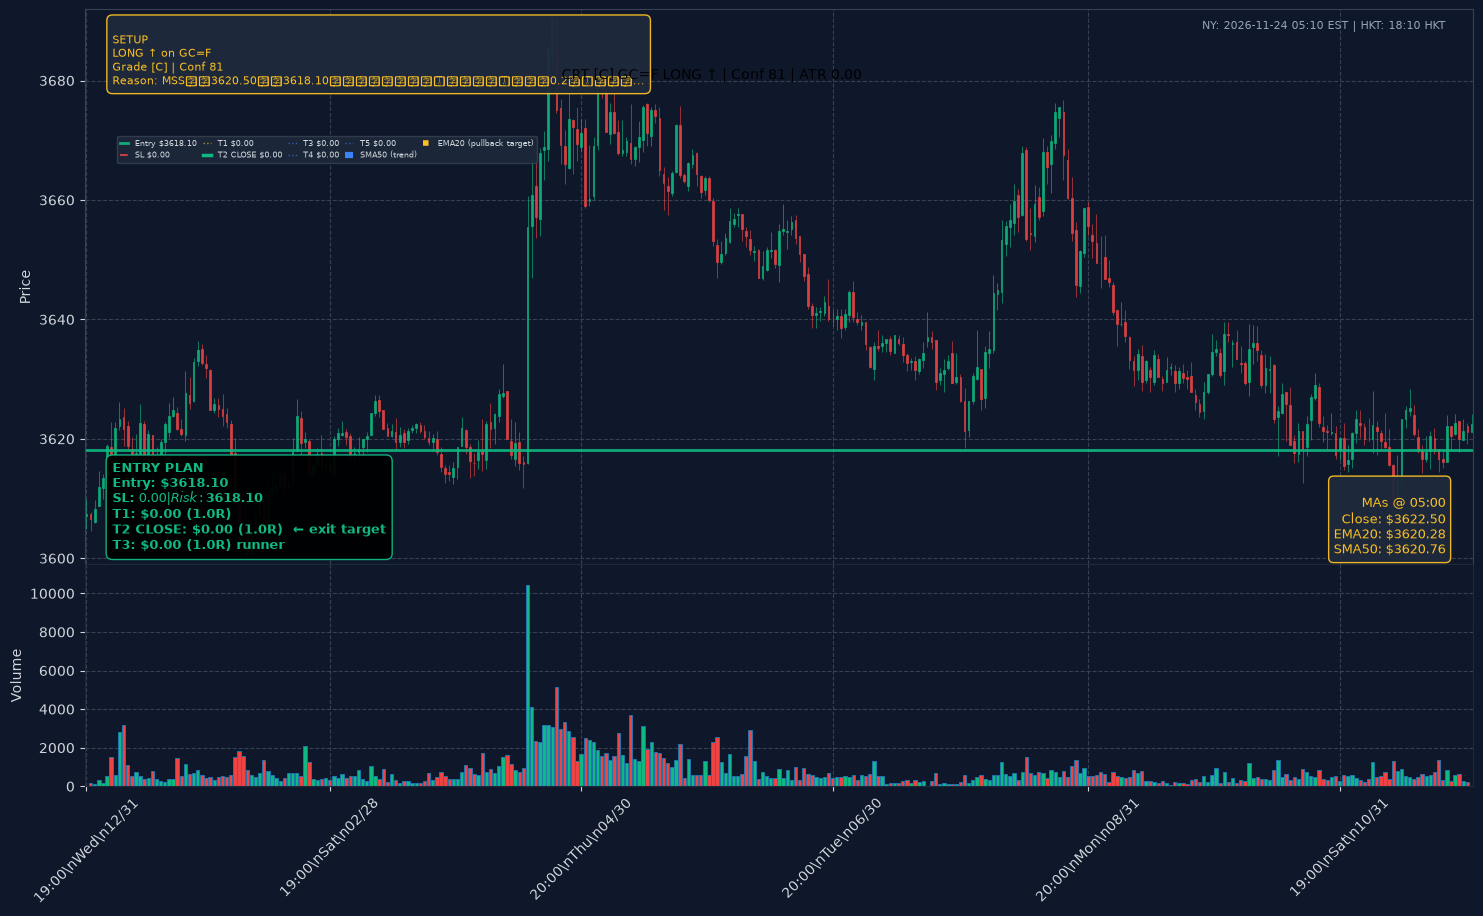 NY: 2026-11-24 05:10 EST | HKT: 18:10 HKT
SETUP
LONG ↑ on GC=F
Grade [C] | Conf 81
CRT [C] GC=F LONG ↑ | Conf 81 | ATR 0.00
Reason: MSS 3620.50 3618.10 0.2 ...
Entry $3618.10
SL $0.00
T1 $0.00
T2 CLOSE $0.00
T3 $0.00
T4 $0.00
T5 $0.00
SMA50 (trend)
EMA20 (pullback target)
Price
3680
3660
3640
3620
3600
ENTRY PLAN
Entry: $3618.10
SL: 0.00|Risk:3618.10
T1: $0.00 (1.0R)
T2 CLOSE: $0.00 (1.0R) ← exit target
T3: $0.00 (1.0R) runner
MAs @ 05:00
Close: $3622.50
EMA20: $3620.28
SMA50: $3620.76
Volume
10000
8000
6000
4000
2000
0
19:00\nWed\n12/31
19:00\nSat\n02/28
20:00\nThu\n04/30
20:00\nTue\n06/30
20:00\nMon\n08/31
19:00\nSat\n10/31